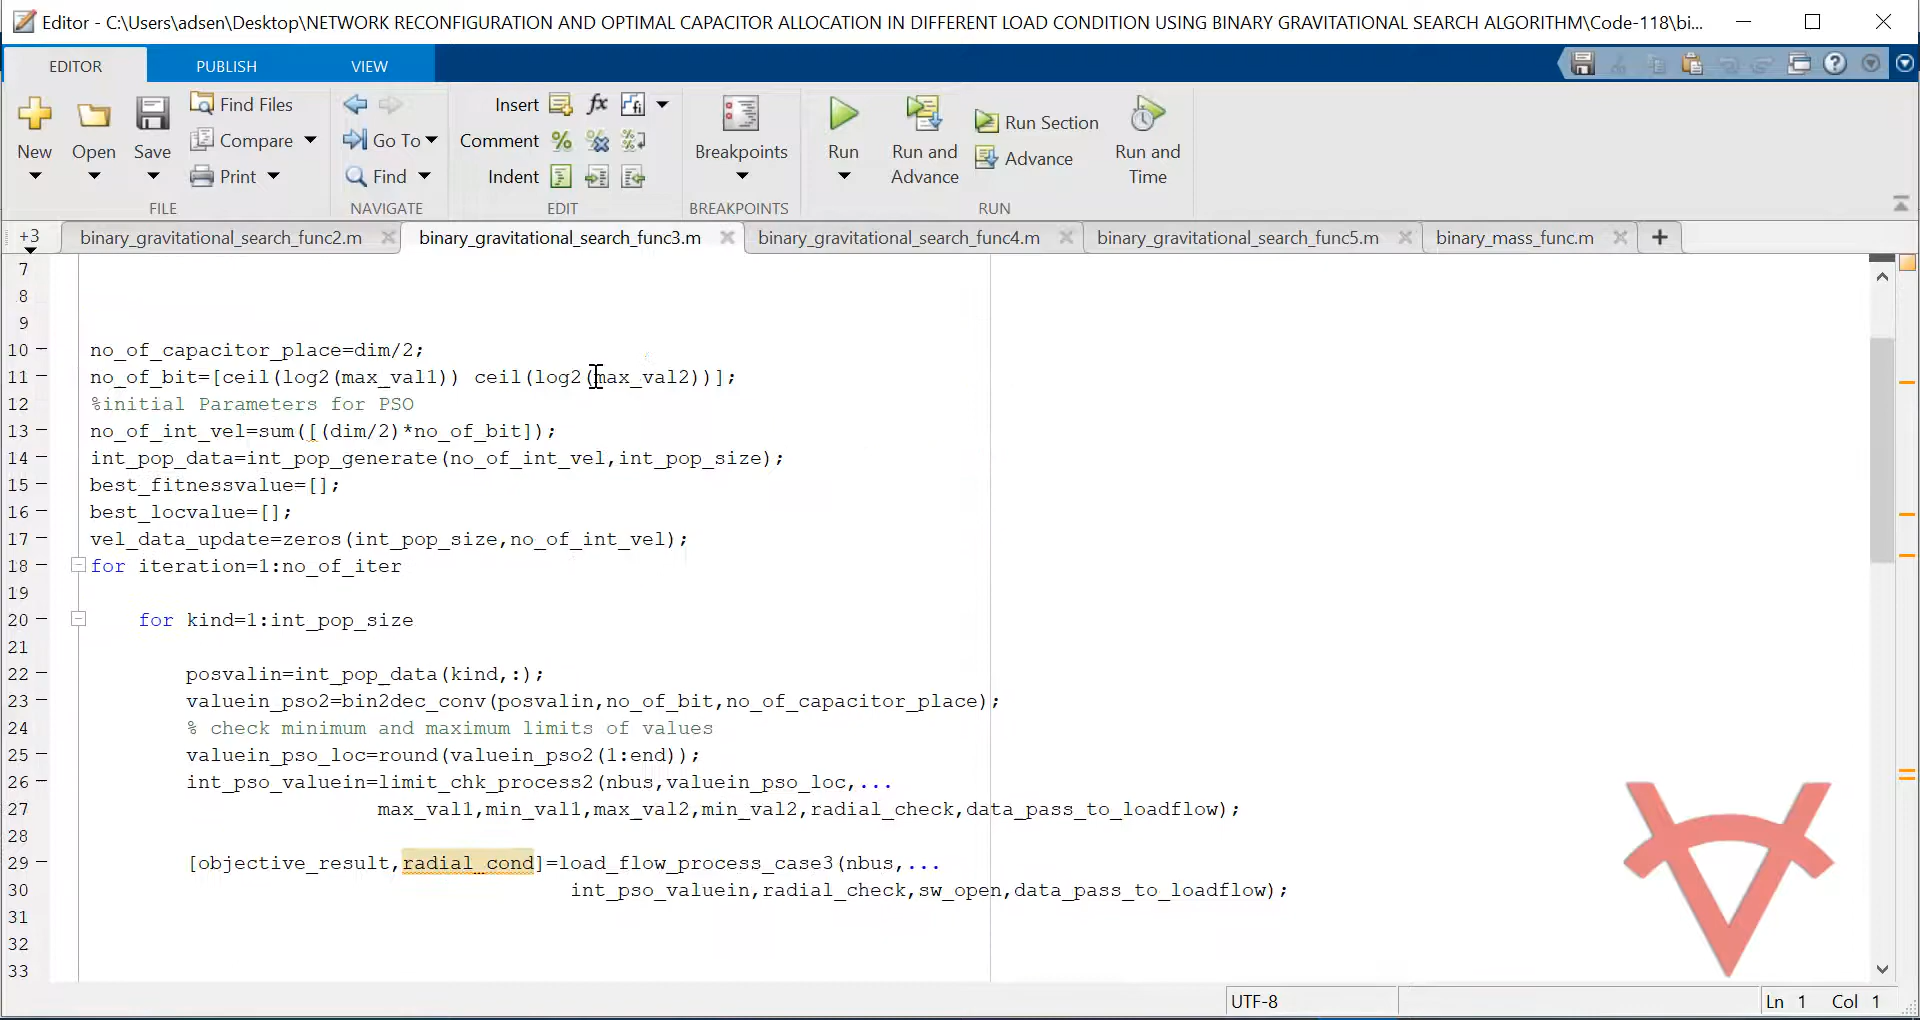 Editor - C:\Users\adsen\Desktop\NETWORK RECONFIGURATION AND OPTIMAL CAPACITOR ALLOCATION IN DIFFERENT LOAD CONDITION USING BINARY GRAVITATIONAL SEARCH ALGORITHM\Code-118\bi...
EDITOR PUBLISH VIEW
New Open Save Find Files Compare Print
Go To Find
Insert fx
Comment
Indent
Breakpoints
Run Run and Advance Run Section Advance Run and Time
FILE NAVIGATE EDIT BREAKPOINTS RUN
+3 binary_gravitational_search_func2.m binary_gravitational_search_func3.m binary_gravitational_search_func4.m binary_gravitational_search_func5.m binary_mass_func.m
7
8
9
10 no_of_capacitor_place=dim/2;
11 no_of_bit=[ceil(log2(max_val1)) ceil(log2(max_val2))];
12 %initial Parameters for PSO
13 no_of_int_vel=sum([(dim/2)*no_of_bit]);
14 int_pop_data=int_pop_generate(no_of_int_vel,int_pop_size);
15 best_fitnessvalue=[];
16 best_locvalue=[];
17 vel_data_update=zeros(int_pop_size,no_of_int_vel);
18 for iteration=1:no_of_iter
19
20 for kind=1:int_pop_size
21
22 posvalin=int_pop_data(kind,:);
23 valuein_pso2=bin2dec_conv(posvalin,no_of_bit,no_of_capacitor_place);
24 % check minimum and maximum limits of values
25 valuein_pso_loc=round(valuein_pso2(1:end));
26 int_pso_valuein=limit_chk_process2(nbus,valuein_pso_loc,...
27 max_val1,min_val1,max_val2,min_val2,radial_check,data_pass_to_loadflow);
28
29 [objective_result,radial_cond]=load_flow_process_case3(nbus,...
30 int_pso_valuein,radial_check,sw_open,data_pass_to_loadflow);
31
32
33
UTF-8 Ln 1 Col 1